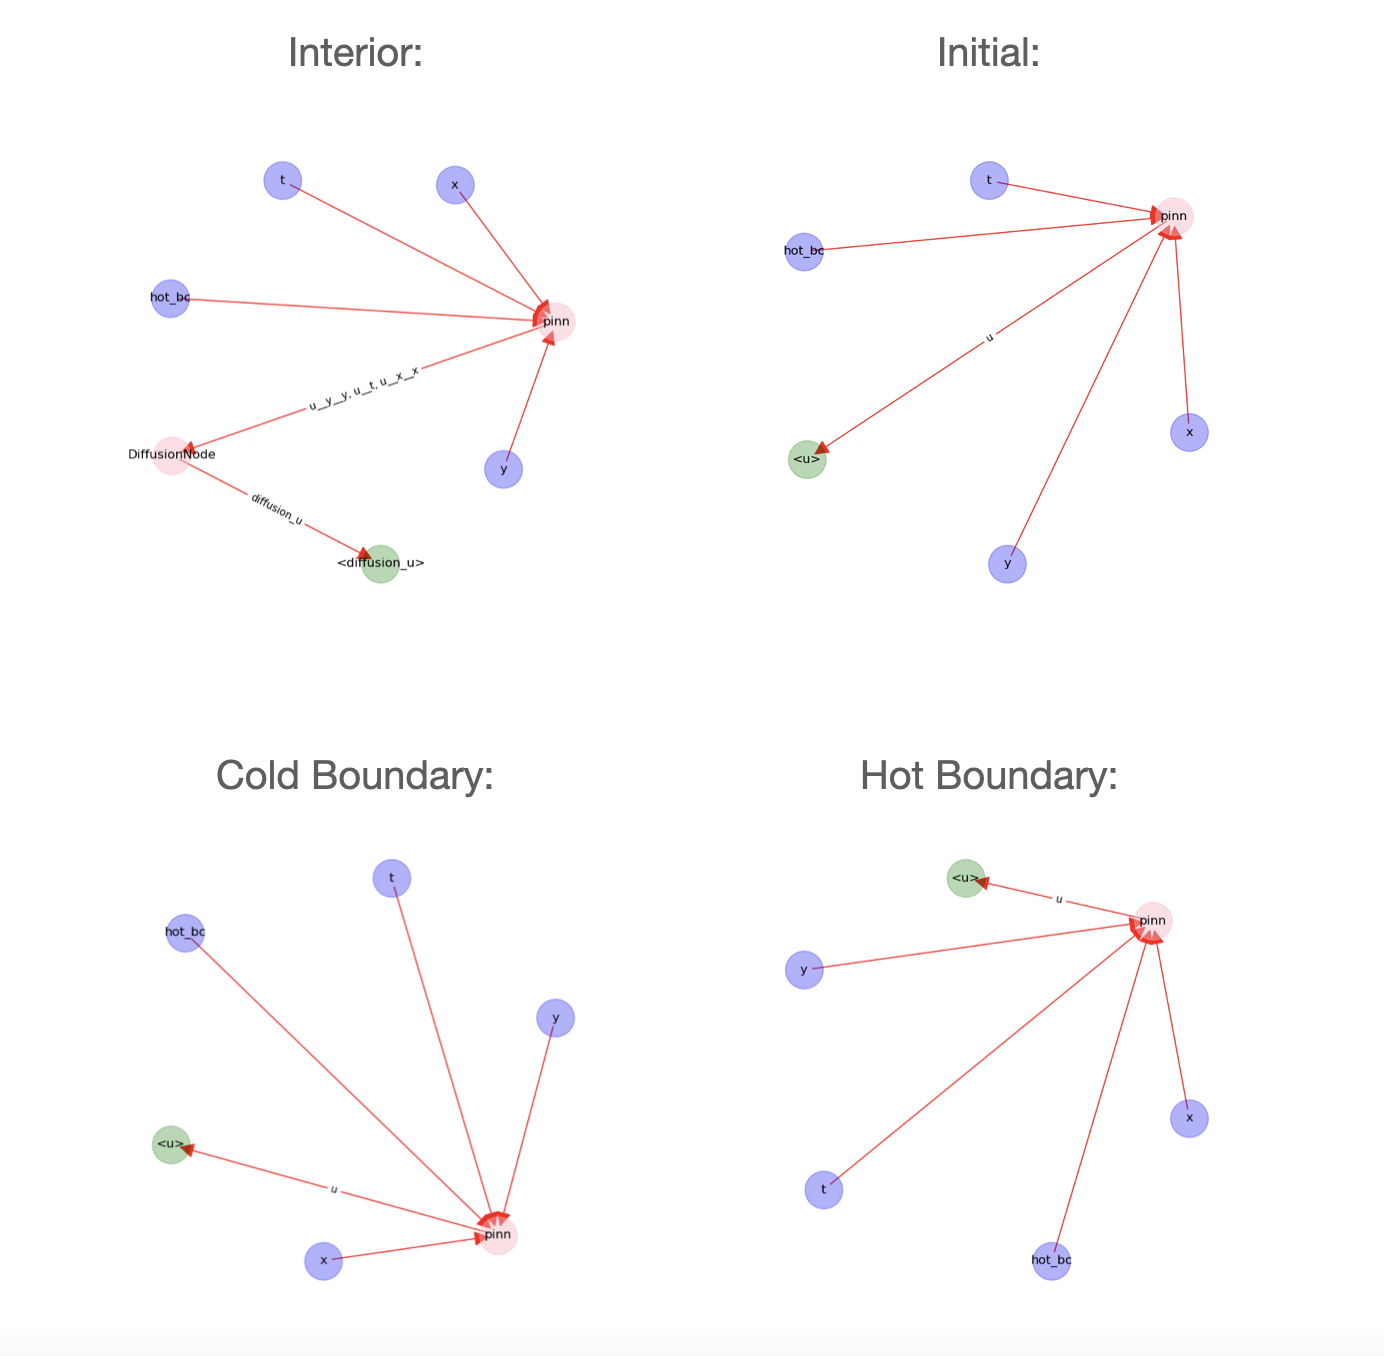 Interior:
t
x
hot_bc
pinn
u__y__y, u__t, u__x__x
DiffusionNode
y
diffusion_u
<diffusion_u>
Initial:
t
pinn
hot_bc
u
x
<u>
y
Cold Boundary:
t
hot_bc
y
<u>
u
pinn
x
Hot Boundary:
<u>
u
pinn
y
x
t
hot_bc